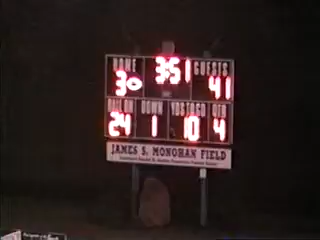 HOME 3:51 GUESTS
30 41
BALL ON DOWN YDS TO GO QTR
24 1 10 4
JAMES S. MONOHAN FIELD